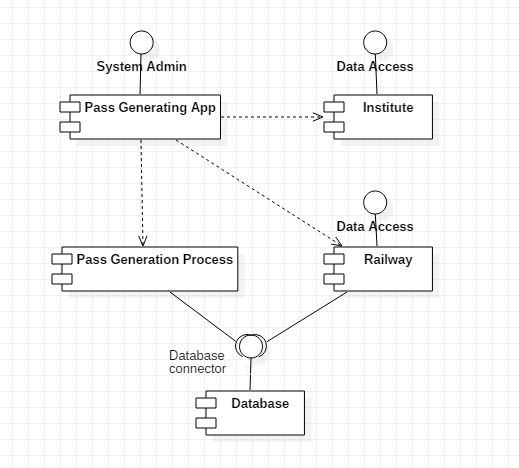 System Admin
Data Access
Pass Generating App
Institute
Data Access
Pass Generation Process
Railway
Database
connector
Database